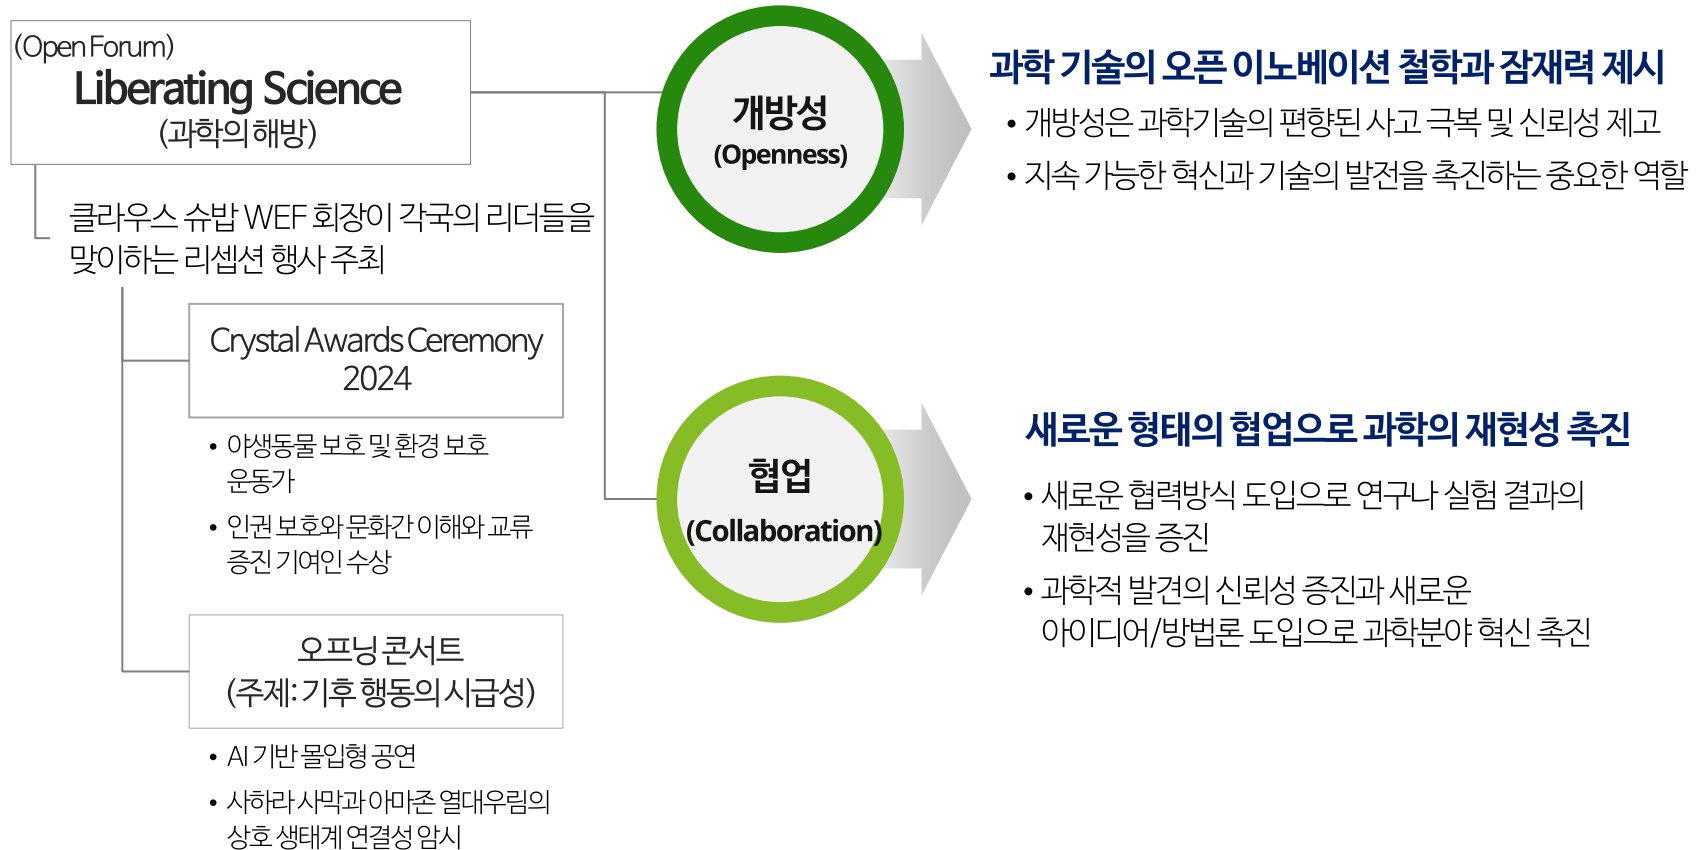 (Open Forum)
Liberating Science
(과학의 해방)
클라우스 슈밥 WEF 회장이 각국의 리더들을
맞이하는 리셉션 행사 주최
Crystal Awards Ceremony
2024
• 야생동물 보호 및 환경 보호
운동가
• 인권 보호와 문화간 이해와 교류
증진 기여인 수상
오프닝 콘서트
(주제: 기후 행동의 시급성)
• AI 기반 몰입형 공연
• 사하라 사막과 아마존 열대우림의
상호 생태계 연결성 암시
개방성
(Openness)
과학 기술의 오픈 이노베이션 철학과 잠재력 제시
• 개방성은 과학기술의 편향된 사고 극복 및 신뢰성 제고
• 지속 가능한 혁신과 기술의 발전을 촉진하는 중요한 역할
협업
(Collaboration)
새로운 형태의 협업으로 과학의 재현성 촉진
• 새로운 협력방식 도입으로 연구나 실험 결과의
재현성을 증진
• 과학적 발견의 신뢰성 증진과 새로운
아이디어/방법론 도입으로 과학분야 혁신 촉진